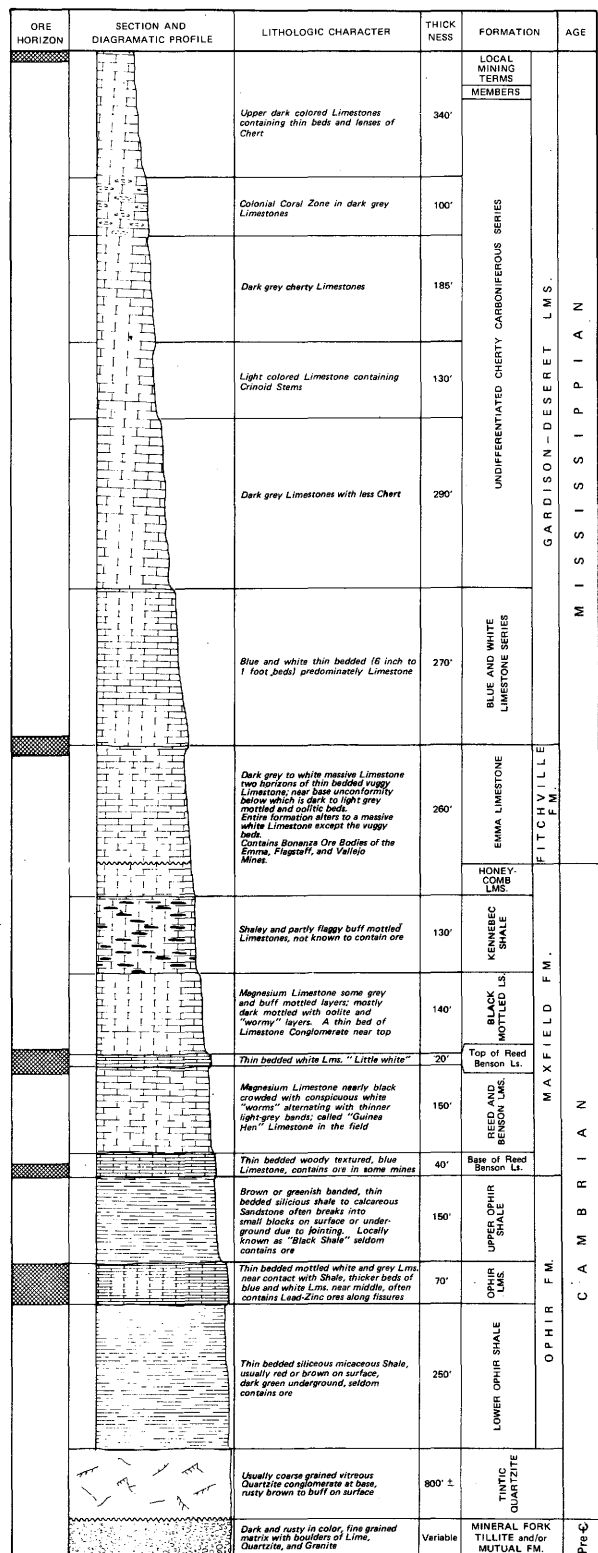 ORE
HORIZON
SECTION AND
DIAGRAMATIC PROFILE
LITHOLOGIC CHARACTER
THICK
NESS
FORMATION
AGE
LOCAL
MINING
TERMS
MEMBERS
Upper dark colored Limestones
containing thin beds and lenses of
Chert
340'
Colonial Coral Zone in dark grey
Limestones
100'
Dark grey cherty Limestones
185'
Light colored Limestone containing
Crinoid Stems
130'
Dark grey Limestones with less Chert
290'
UNDIFFERENTIATED CHERTY CARBONIFEROUS SERIES
GARDISON-DESERET LMS.
MISSISSIPPIAN
Blue and white thin bedded (6 inch to
1 foot beds) predominately Limestone
270'
BLUE AND WHITE
LIMESTONE SERIES
Dark grey to white massive Limestone
two horizons of thin bedded vuggy
Limestone; near base unconformity
below which is dark to light grey
mottled and oolitic beds.
Entire formation alters to a massive
white Limestone except the vuggy
beds.
Contains Bonanza Ore Bodies of the
Emma, Flagstaff, and Vallejo
Mines.
260'
EMMA LIMESTONE
FITCHVILLE
FM.
HONEY-
COMB
LMS.
Shaley and partly flaggy buff mottled
Limestones, not known to contain ore
130'
KENNEBEC
SHALE
Magnesium Limestone some grey
and buff mottled layers; mostly
dark mottled with oolite and
"wormy" layers. A thin bed of
Limestone Conglomerate near top
140'
BLACK
MOTTLED LS.
Thin bedded white Lms. "Little white"
20'
Top of Reed
Benson Ls.
Magnesium Limestone nearly black
crowded with conspicuous white
"worms" alternating with thinner
light-grey bands; called "Guinea
Hen" Limestone in the field
150'
REED AND
BENSON LMS.
Thin bedded woody textured, blue
Limestone, contains ore in some mines
40'
Base of Reed
Benson Ls.
MAXFIELD FM.
CAMBRIAN
Brown or greenish banded, thin
bedded silicious shale to calcareous
Sandstone often breaks into
small blocks on surface or under-
ground due to jointing. Locally
known as "Black Shale" seldom
contains ore
150'
UPPER OPHIR
SHALE
Thin bedded mottled white and grey Lms.
near contact with Shale, thicker beds of
blue and white Lms. near middle, often
contains Lead-Zinc ores along fissures
70'
OPHIR
LMS.
Thin bedded siliceous micaceous Shale,
usually red or brown on surface,
dark green underground, seldom
contains ore
250'
LOWER OPHIR SHALE
OPHIR FM.
Usually coarse grained vitreous
Quartzite conglomerate at base,
rusty brown to buff on surface
800' ±
TINTIC
QUARTZITE
Dark and rusty in color, fine grained
matrix with boulders of Lime,
Quartzite, and Granite
Variable
MINERAL FORK
TILLITE and/or
MUTUAL FM.
Pre-Є